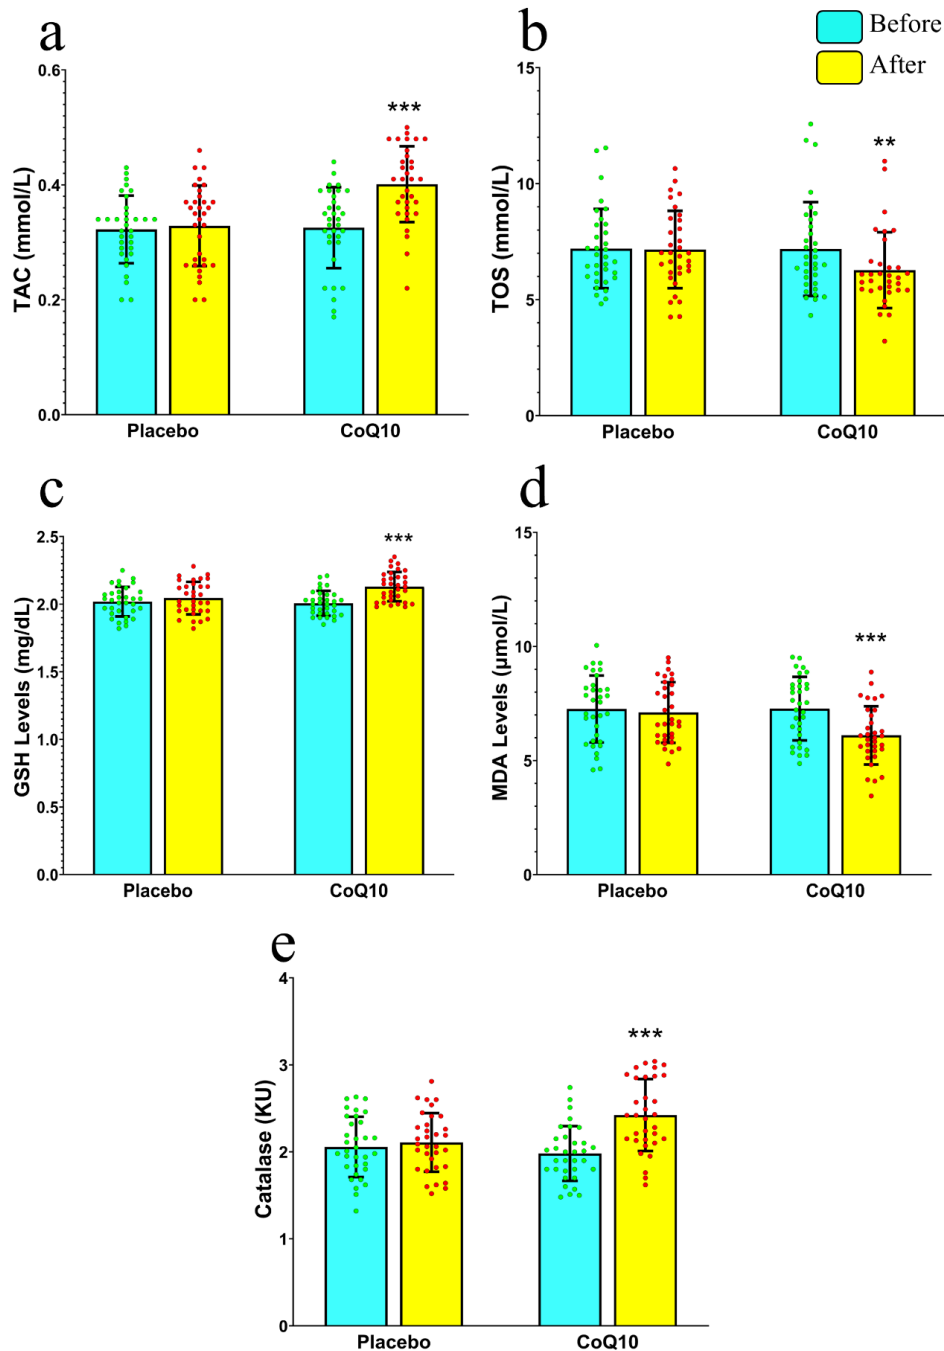 a
b
Before
After
TAC (mmol/L)
0.6
0.4
0.2
0.0
***
Placebo
CoQ10
TOS (mmol/L)
15
10
5
0
**
Placebo
CoQ10
c
d
GSH Levels (mg/dL)
2.5
2.0
1.5
1.0
0.5
0.0
***
Placebo
CoQ10
MDA Levels (µmol/L)
15
10
5
0
***
Placebo
CoQ10
e
Catalase (KU)
4
3
2
1
0
***
Placebo
CoQ10